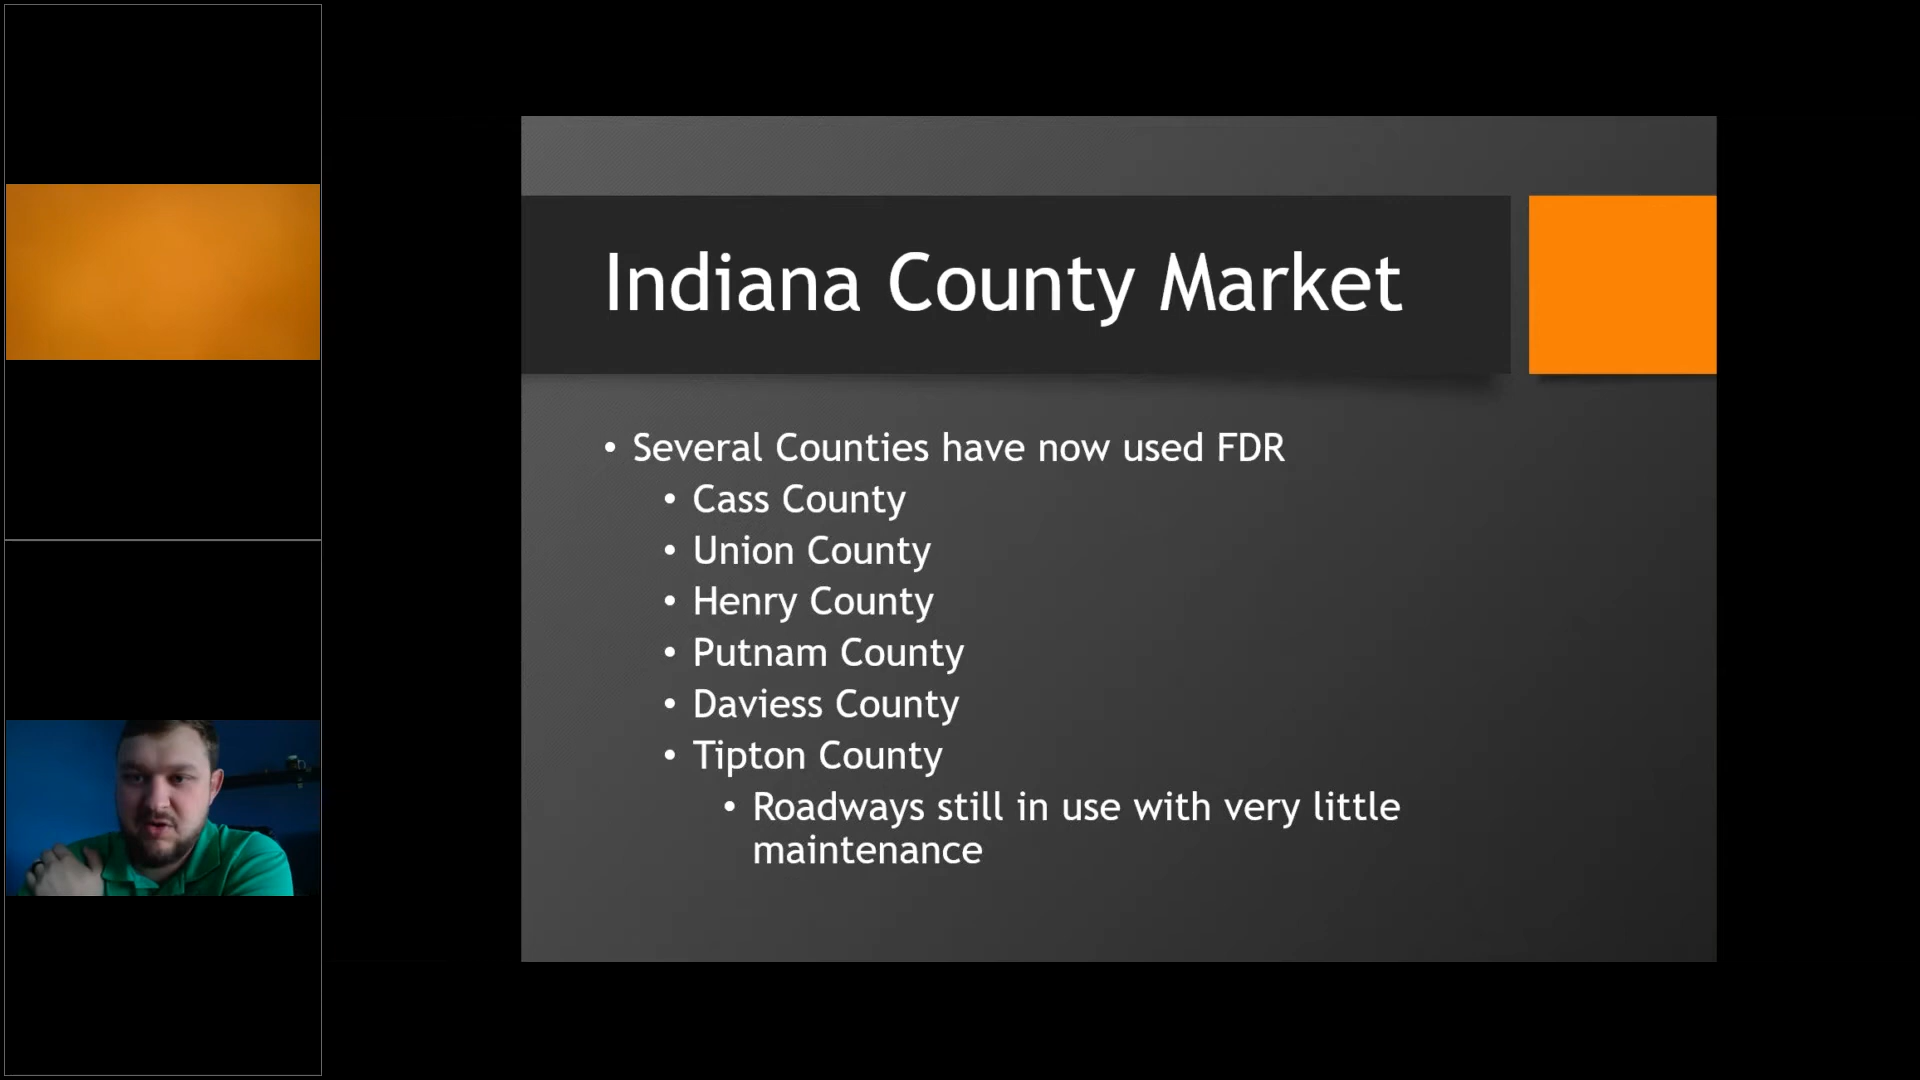 Indiana County Market
• Several Counties have now used FDR
• Cass County
• Union County
• Henry County
• Putnam County
• Daviess County
• Tipton County
• Roadways still in use with very little
maintenance